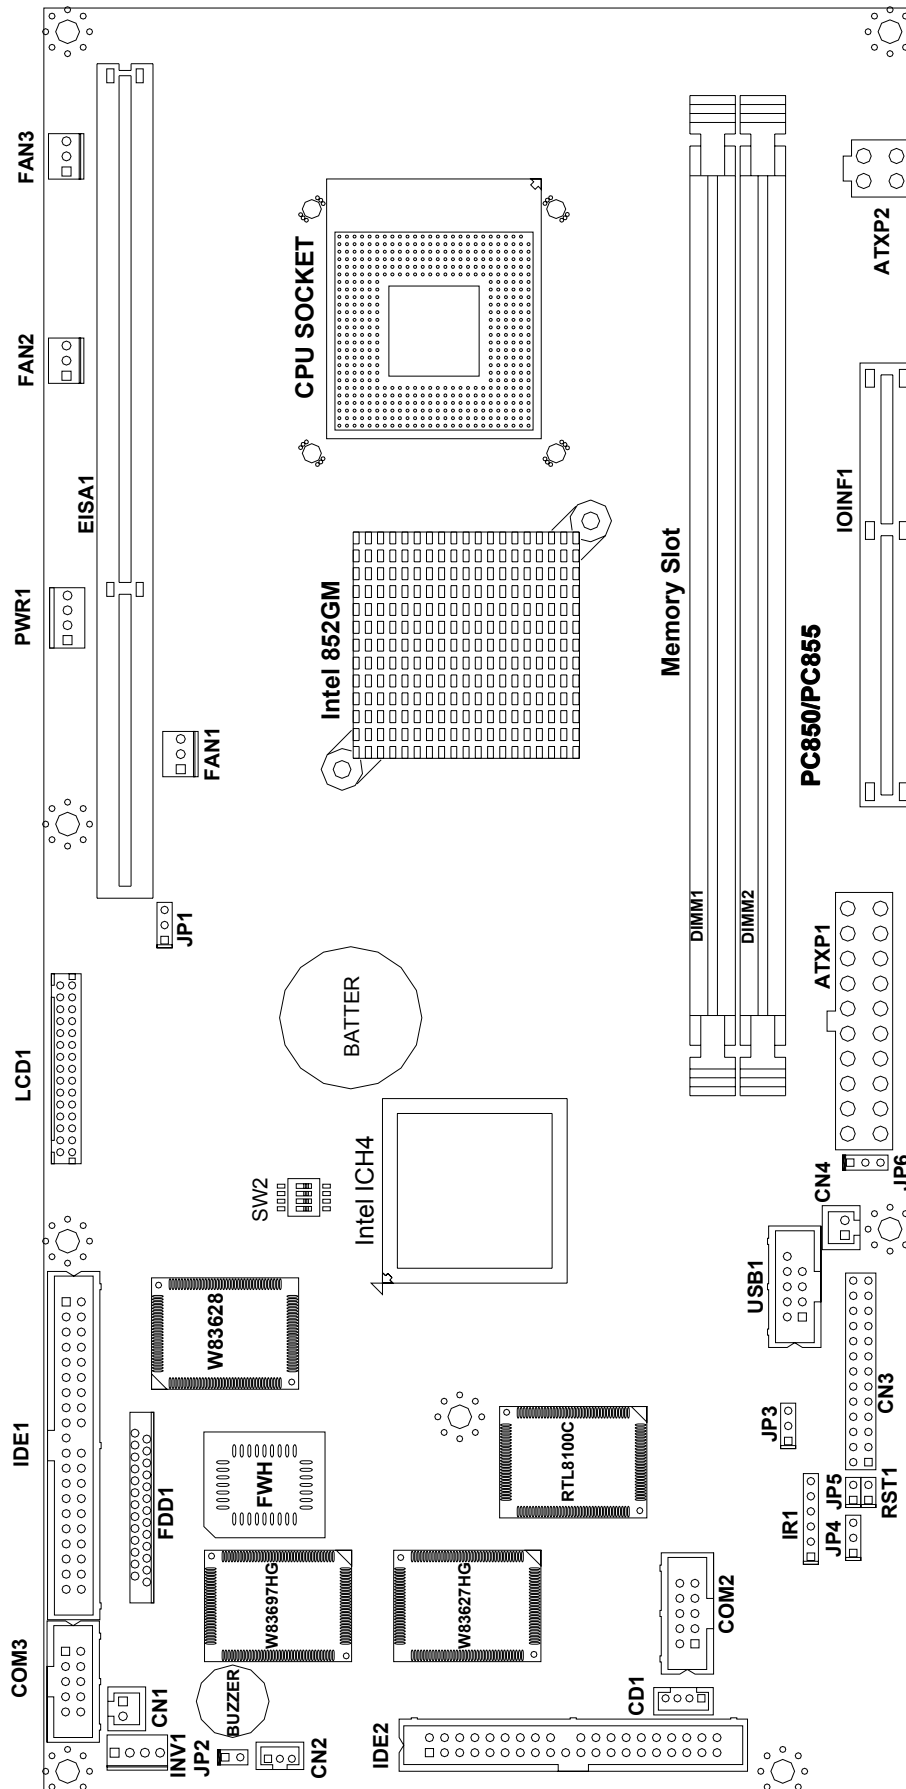 FAN3
ATXP2
CPU SOCKET
FAN2
EISA1
IOINF1
Memory Slot
PWR1
Intel 852GM
PC850/PC855
FAN1
JP1
DIMM1
DIMM2
ATXP1
LCD1
BATTER
Intel ICH4
SW2
CN4
JP6
USB1
W83628
CN3
JP3
IDE1
FDD1
FWH
RTL8100C
JP5
RST1
IR1
JP4
W83697HG
W83627HG
COM2
COM3
CN1
BUZZER
CD1
INV1
JP2
CN2
IDE2